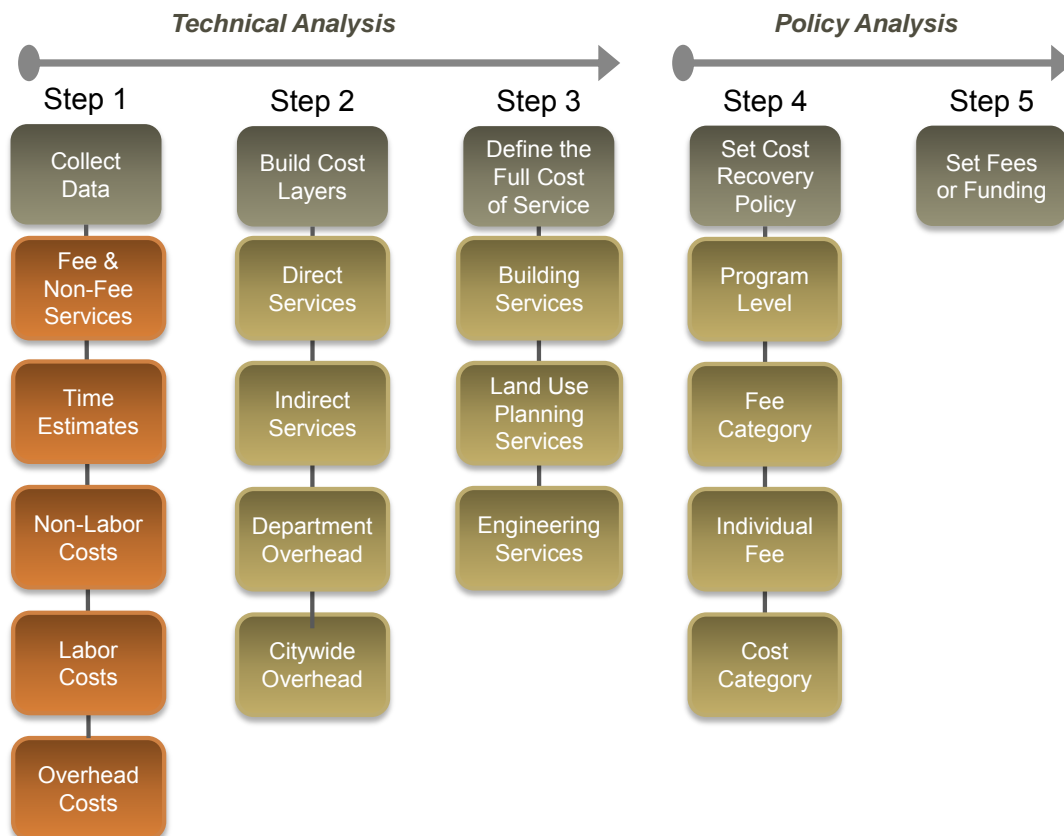 Technical Analysis
Policy Analysis
Step 1
Step 2
Step 3
Step 4
Step 5
Collect
Data
Build Cost
Layers
Define the
Full Cost
of Service
Set Cost
Recovery
Policy
Set Fees
or Funding
Fee &
Non-Fee
Services
Direct
Services
Building
Services
Program
Level
Time
Estimates
Indirect
Services
Land Use
Planning
Services
Fee
Category
Non-Labor
Costs
Department
Overhead
Engineering
Services
Individual
Fee
Labor
Costs
Citywide
Overhead
Cost
Category
Overhead
Costs